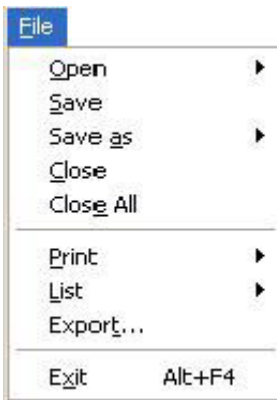 File
Open
Save
Save as
Close
Close All
Print
List
Export...
Exit Alt+F4